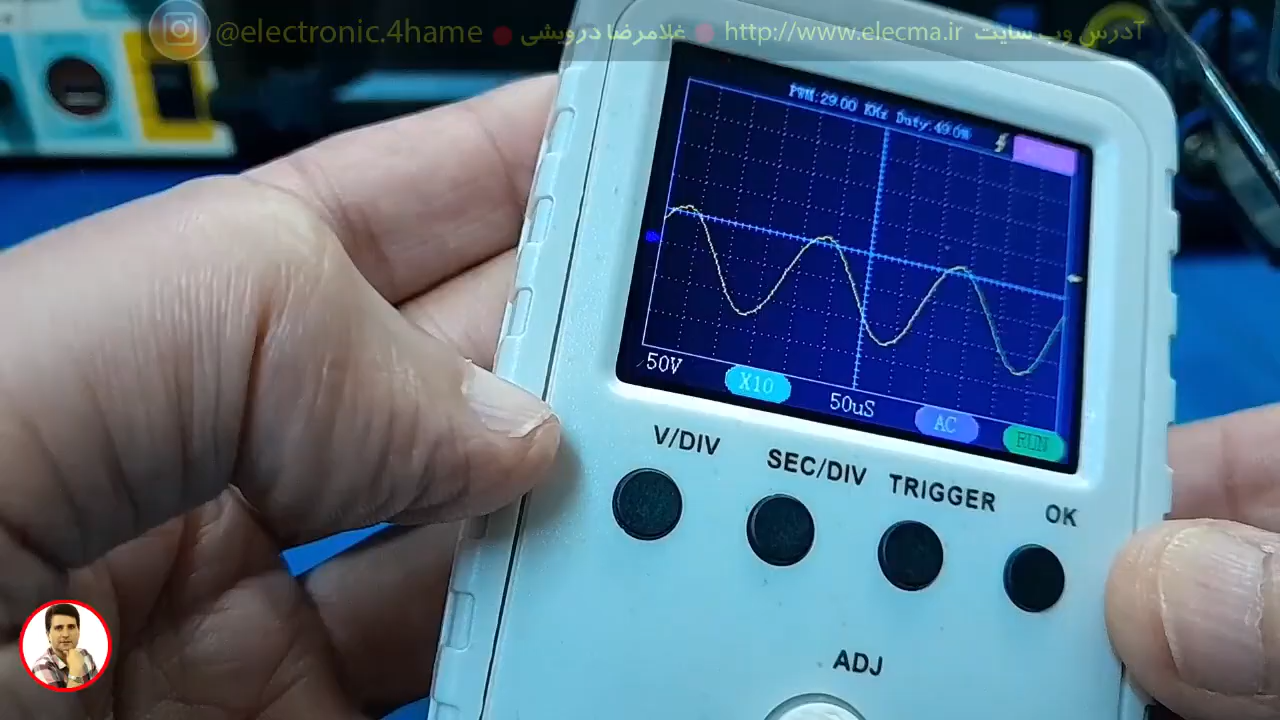 @electronic.4hame ● غلامرضا درویشی ● http://www.elecma.ir آدرس وب سایت
PWM:29.00 KHz Duty:49.0%
50V
X10
50uS
AC
RUN
V/DIV
SEC/DIV
TRIGGER
OK
ADJ